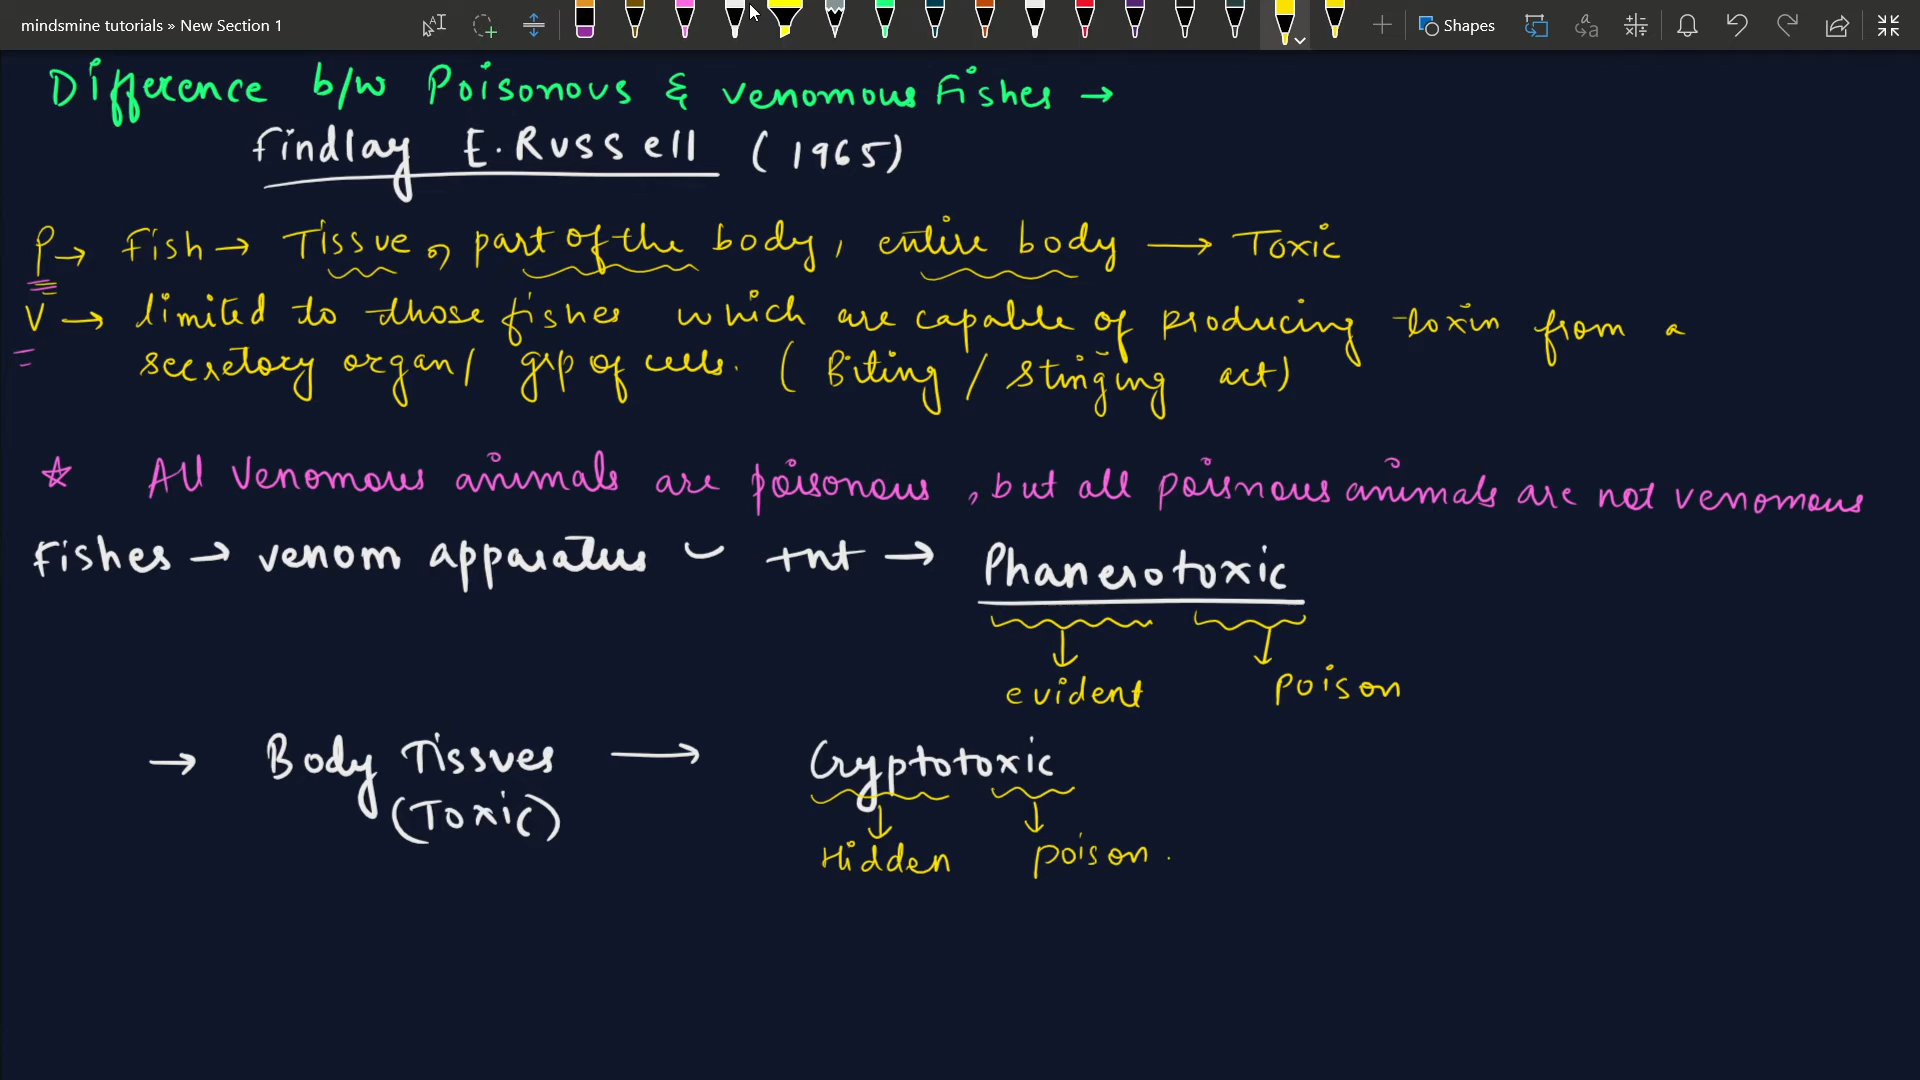 mindsmine tutorials » New Section 1
Shapes
Difference b/w Poisonous & venomous Fishes →
Findlay E. Russell (1965)
P → Fish → Tissue, part of the body, entire body → Toxic
V → limited to those fishes which are capable of producing toxin from a
secretory organ/ grp of cells. (Biting / stinging act)
☆ All venomous animals are poisonous, but all poisnous animals are not venomous
Fishes → venom apparatus → Phanerotoxic
evident poison
→ Body Tissues → Cryptotoxic
(Toxic)
Hidden poison.